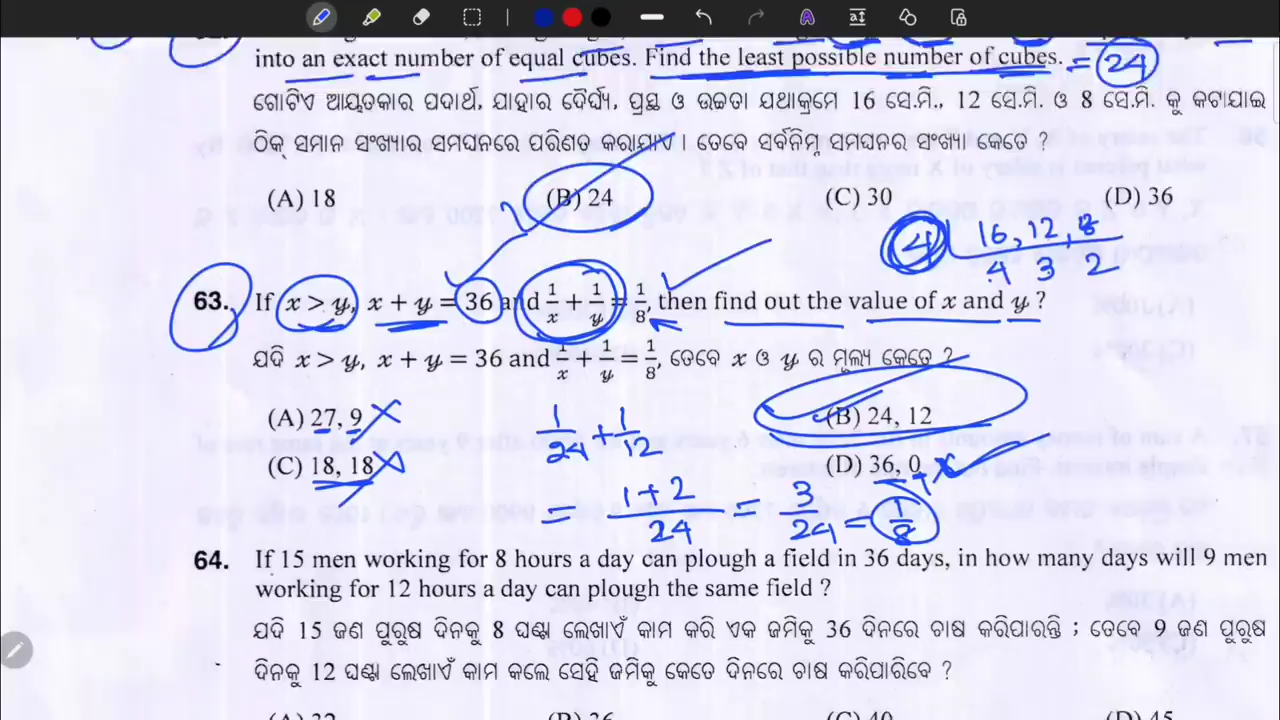 into an exact number of equal cubes. Find the least possible number of cubes. = 24
ଗୋଟିଏ ଆୟତାକାର ପଦାର୍ଥ, ଯାହାର ଦୈର୍ଘ୍ୟ, ପ୍ରସ୍ଥ ଓ ଉଚ୍ଚତା ଯଥାକ୍ରମେ 16 ସେ.ମି., 12 ସେ.ମି. ଓ 8 ସେ.ମି. କୁ କଟାଯାଇ
ଠିକ୍ ସମାନ ସଂଖ୍ୟାର ସମଘନରେ ପରିଣତ କରାଯାଏ । ତେବେ ସର୍ବନିମ୍ନ ସମଘନର ସଂଖ୍ୟା କେତେ ?
(A) 18 (B) 24 (C) 30 (D) 36
4 16, 12, 8
4 3 2
63. If x > y, x + y = 36 and 1/x + 1/y = 1/8, then find out the value of x and y ?
ଯଦି x > y, x + y = 36 and 1/x + 1/y = 1/8, ତେବେ x ଓ y ର ମୂଲ୍ୟ କେତେ ?
(A) 27, 9 (B) 24, 12
1/24 + 1/12
(C) 18, 18 (D) 36, 0
= 1+2/24 = 3/24 = 1/8
64. If 15 men working for 8 hours a day can plough a field in 36 days, in how many days will 9 men
working for 12 hours a day can plough the same field ?
ଯଦି 15 ଜଣ ପୁରୁଷ ଦିନକୁ 8 ଘଣ୍ଟା ଲେଖାଏଁ କାମ କରି ଏକ ଜମିକୁ 36 ଦିନରେ ଚାଷ କରିପାରନ୍ତି ; ତେବେ 9 ଜଣ ପୁରୁଷ
ଦିନକୁ 12 ଘଣ୍ଟା ଲେଖାଏଁ କାମ କଲେ ସେହି ଜମିକୁ କେତେ ଦିନରେ ଚାଷ କରିପାରିବେ ?
(A) 32 (B) 36 (C) 40 (D) 45